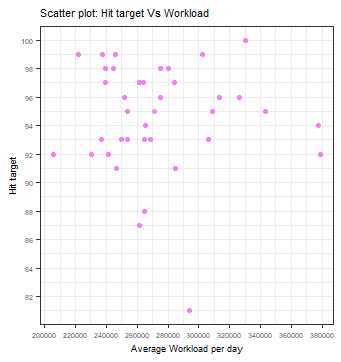 Scatter plot: Hit target Vs Workload
100
98
96
94
92
90
88
86
84
82
Hit target
200000 220000 240000 260000 280000 300000 320000 340000 360000 380000
Average Workload per day